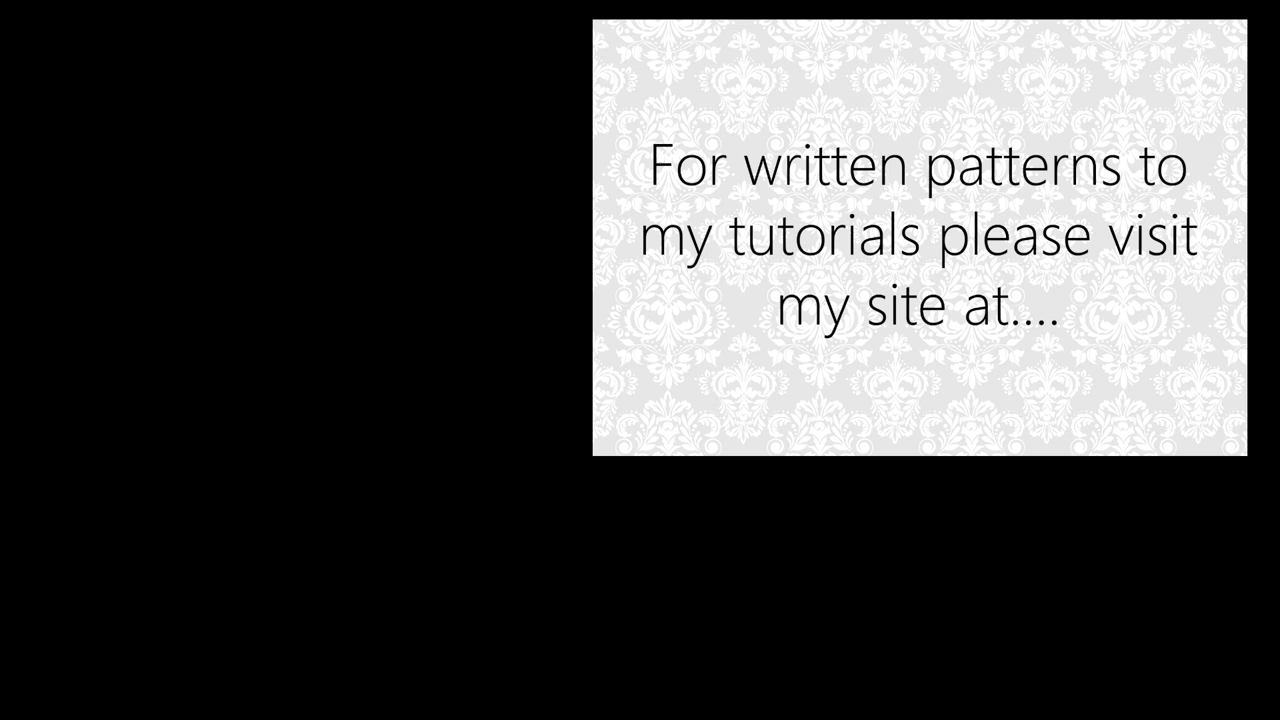 For written patterns to
my tutorials please visit
my site at....